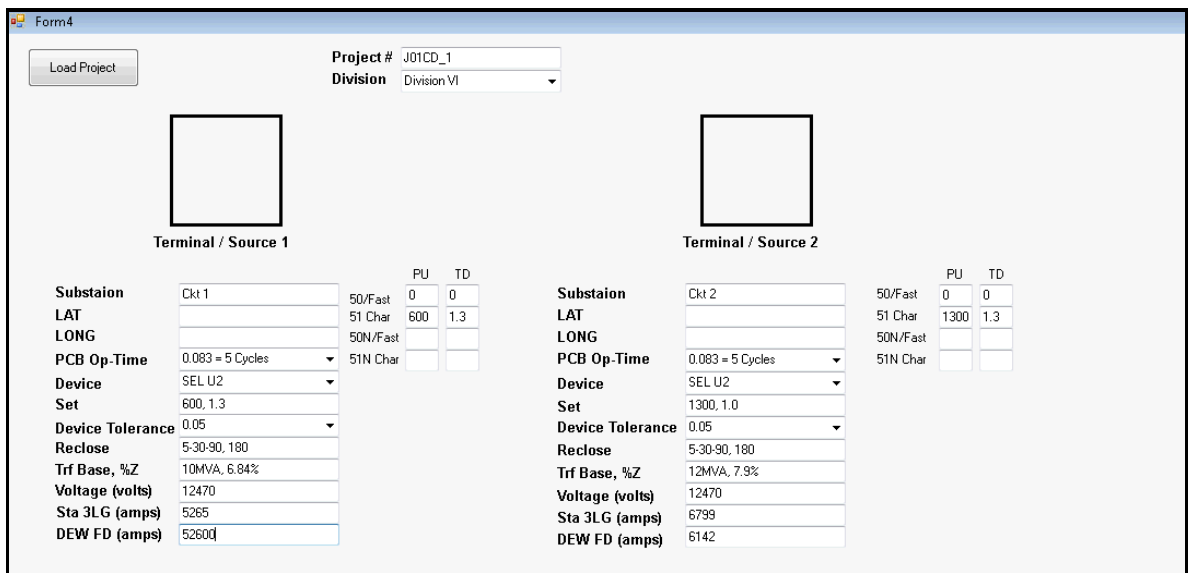 Form4
Load Project
Project # J01CD_1
Division Division VI
Terminal / Source 1
Terminal / Source 2
PU TD
Substaion Ckt 1 50/Fast 0 0
LAT 51 Char 600 1.3
LONG 50N/Fast
PCB Op-Time 0.083 = 5 Cycles 51N Char
Device SEL U2
Set 600, 1.3
Device Tolerance 0.05
Reclose 5-30-90, 180
Trf Base, %Z 10MVA, 6.84%
Voltage (volts) 12470
Sta 3LG (amps) 5265
DEW FD (amps) 52600
PU TD
Substaion Ckt 2 50/Fast 0 0
LAT 51 Char 1300 1.3
LONG 50N/Fast
PCB Op-Time 0.083 = 5 Cycles 51N Char
Device SEL U2
Set 1300, 1.0
Device Tolerance 0.05
Reclose 5-30-90, 180
Trf Base, %Z 12MVA, 7.9%
Voltage (volts) 12470
Sta 3LG (amps) 6799
DEW FD (amps) 6142